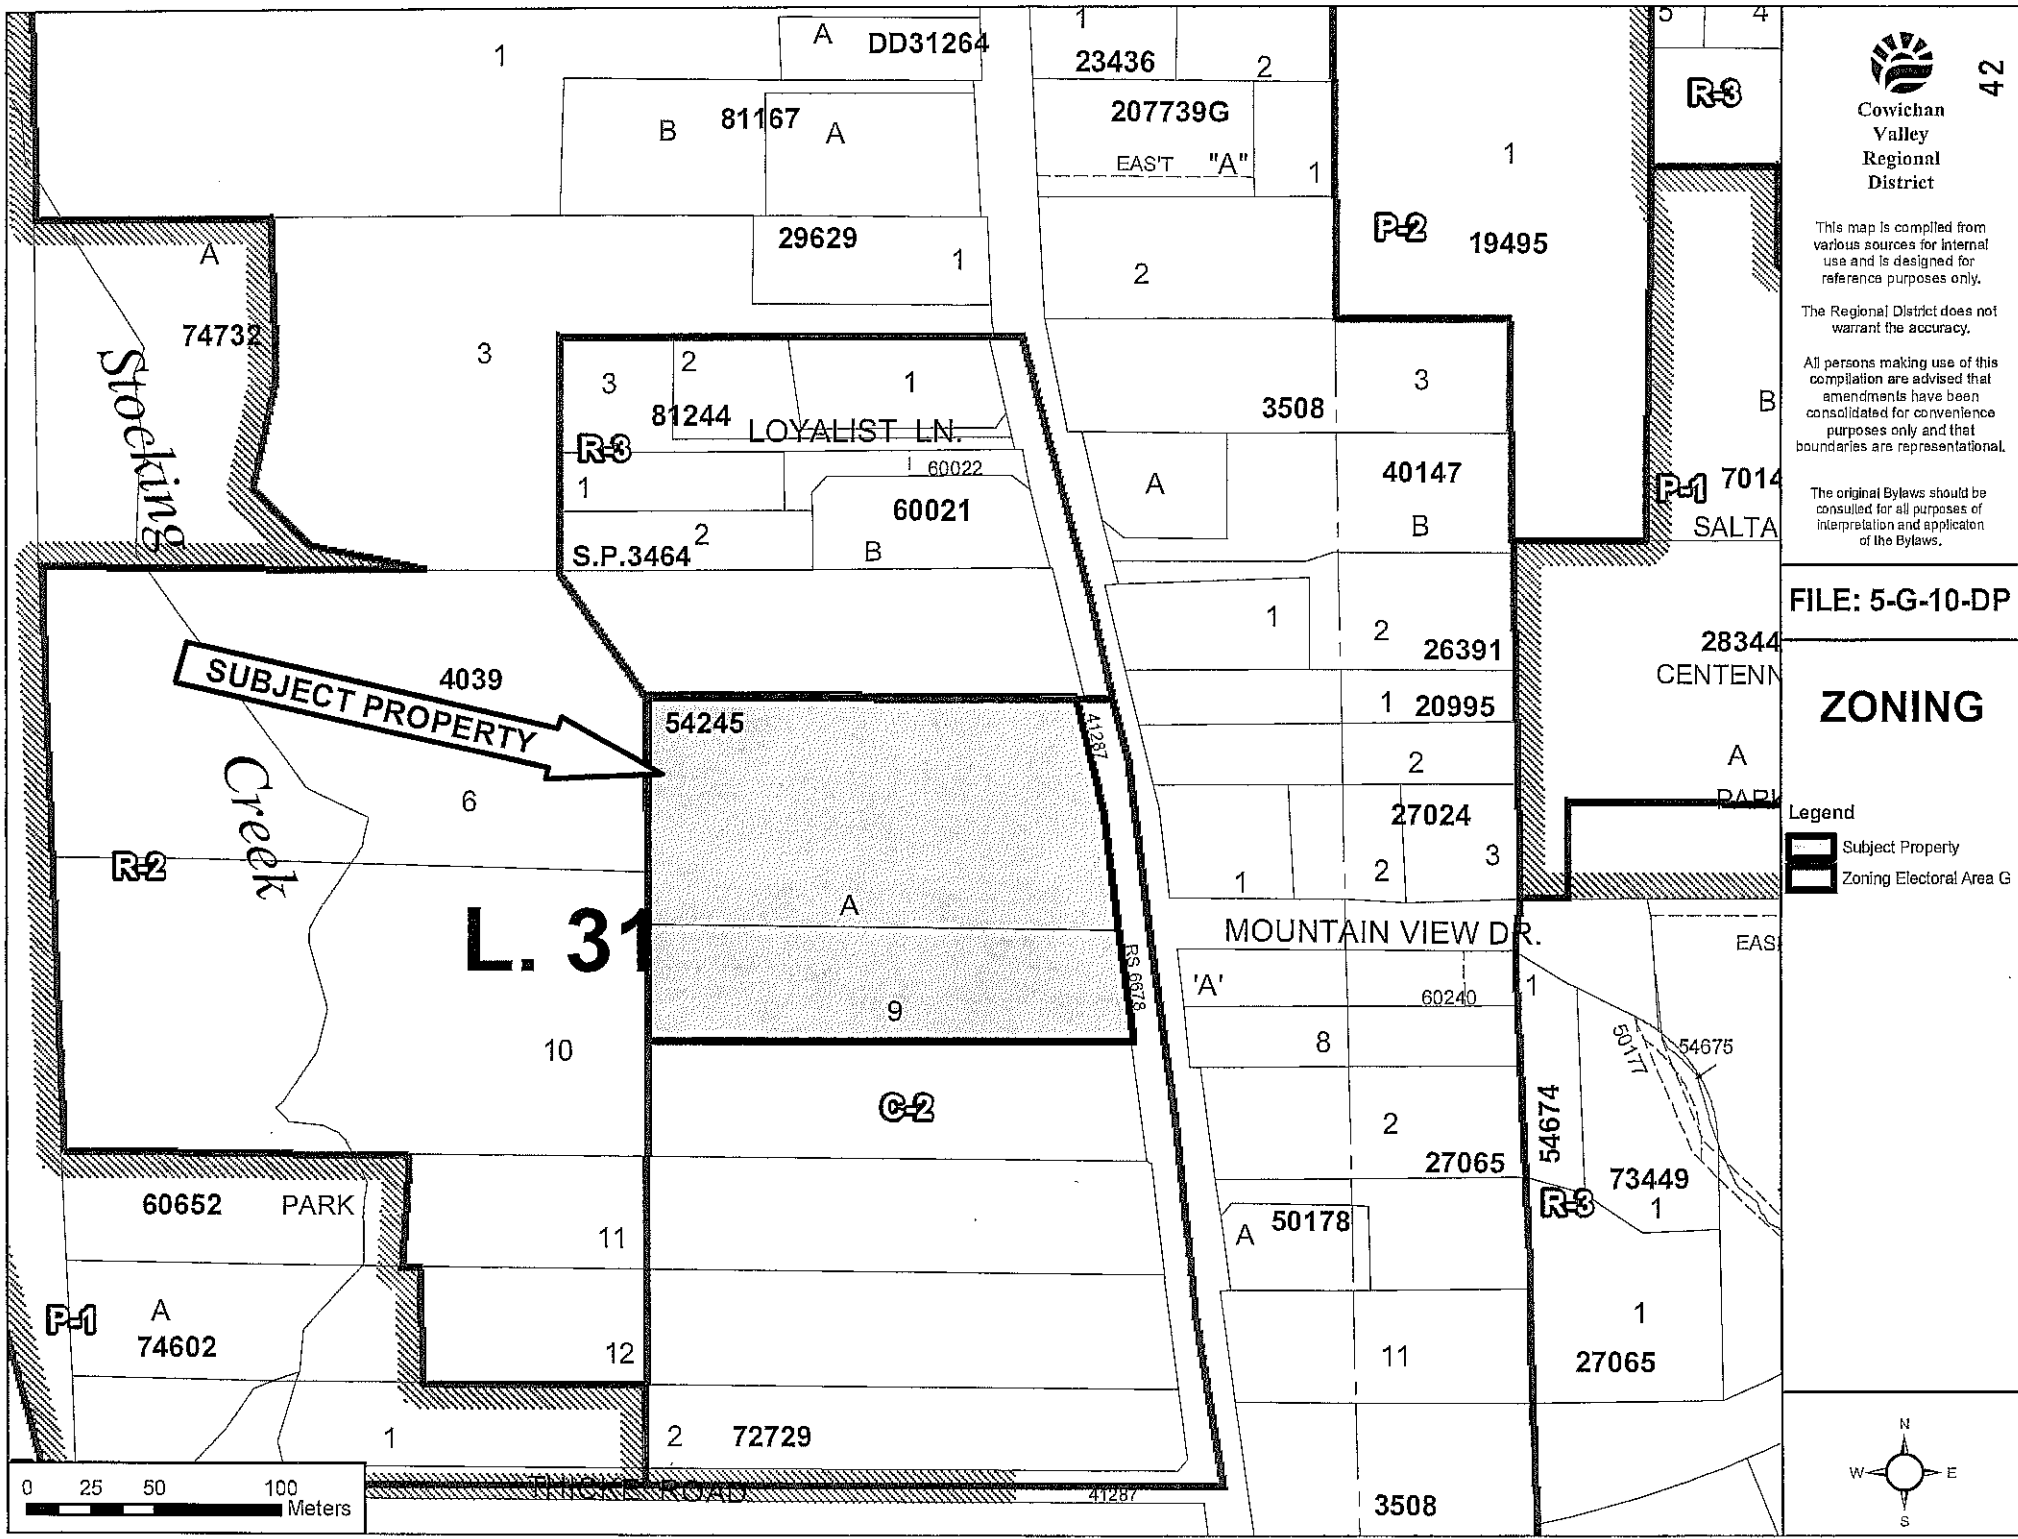 1
A
DD31264
1
23436
2
5
4
R-3
B
81167
A
207739G
EAS'T "A"
1
1
A
29629
1
P-2
19495
2
74732
3
3
2
1
3
81244
LOYALIST LN.
3508
B
R-3
1
60022
A
40147
P-1
7014
60021
B
SALTA
2
S.P.3464
B
Stocking
Creek
1
2
26391
28344
CENTENN
4039
SUBJECT PROPERTY
54245
41287
1
20995
6
2
A
PARK
27024
R-2
1
2
3
A
L. 31
MOUNTAIN VIEW DR.
EAS
RS 6678
'A'
60240
1
9
8
50177
54675
10
C-2
2
54674
27065
73449
R-3
1
60652
PARK
11
A
50178
P-1
A
74602
12
11
1
27065
1
2
72729
THICKE ROAD
41287
3508
0 25 50 100
Meters
42
Cowichan
Valley
Regional
District
This map is compiled from
various sources for internal
use and is designed for
reference purposes only.
The Regional District does not
warrant the accuracy.
All persons making use of this
compilation are advised that
amendments have been
consolidated for convenience
purposes only and that
boundaries are representational.
The original Bylaws should be
consulted for all purposes of
interpretation and applicaton
of the Bylaws.
FILE: 5-G-10-DP
ZONING
Legend
Subject Property
Zoning Electoral Area G
N
W E
S